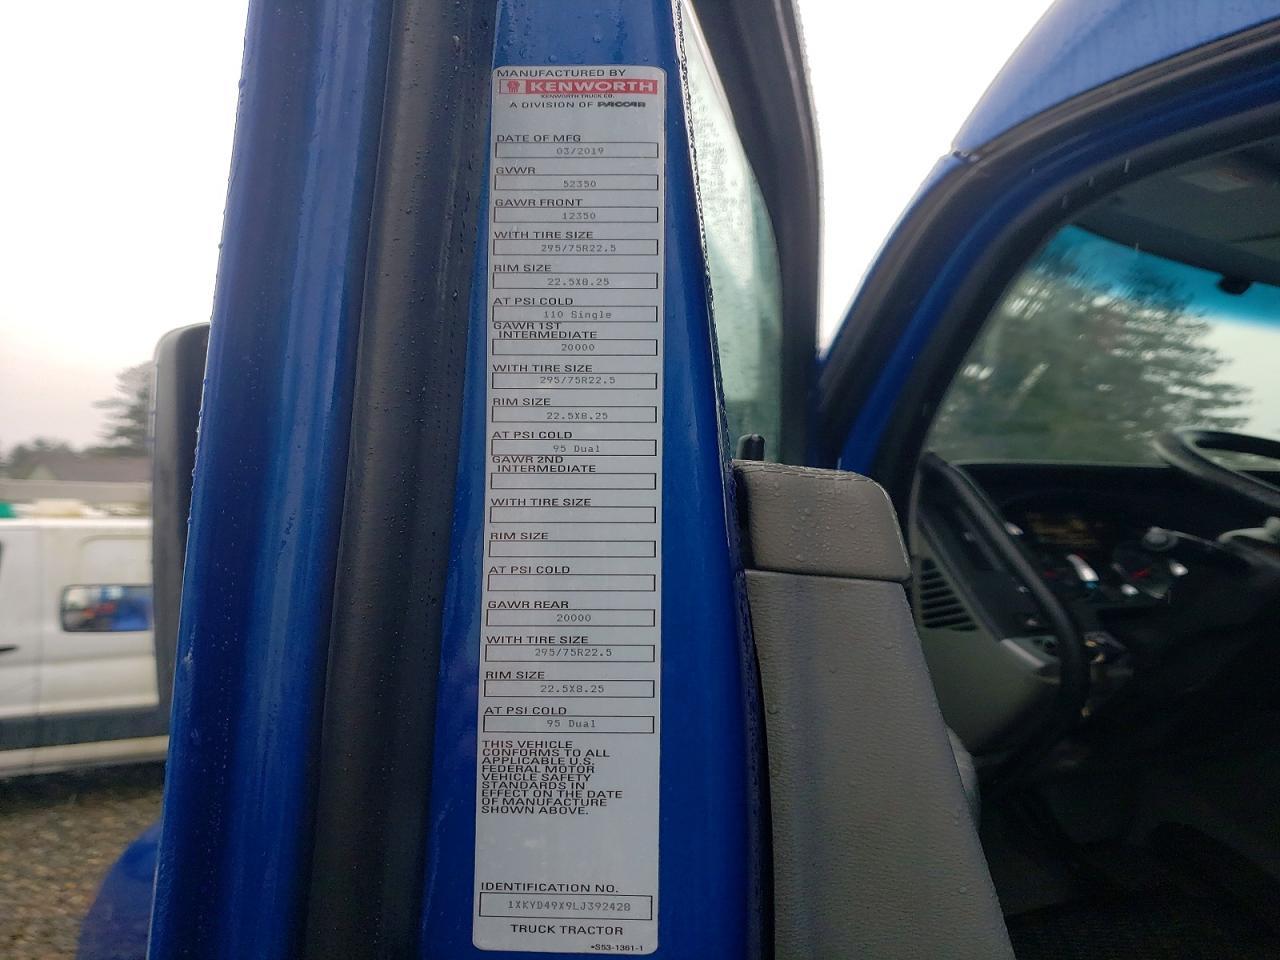 MANUFACTURED BY
KENWORTH
KENWORTH TRUCK CO.
A DIVISION OF PACCAR
DATE OF MFG
03/2019
GVWR
52350
GAWR FRONT
12350
WITH TIRE SIZE
295/75R22.5
RIM SIZE
22.5X8.25
AT PSI COLD
110 Single
GAWR 1ST
INTERMEDIATE
20000
WITH TIRE SIZE
295/75R22.5
RIM SIZE
22.5X8.25
AT PSI COLD
95 Dual
GAWR 2ND
INTERMEDIATE
WITH TIRE SIZE
RIM SIZE
AT PSI COLD
GAWR REAR
20000
WITH TIRE SIZE
295/75R22.5
RIM SIZE
22.5X8.25
AT PSI COLD
95 Dual
THIS VEHICLE
CONFORMS TO ALL
APPLICABLE U.S.
FEDERAL MOTOR
VEHICLE SAFETY
STANDARDS IN
EFFECT ON THE DATE
OF MANUFACTURE
SHOWN ABOVE.
IDENTIFICATION NO.
1XKYD49X9LJ392428
TRUCK TRACTOR
•S53-1361-1